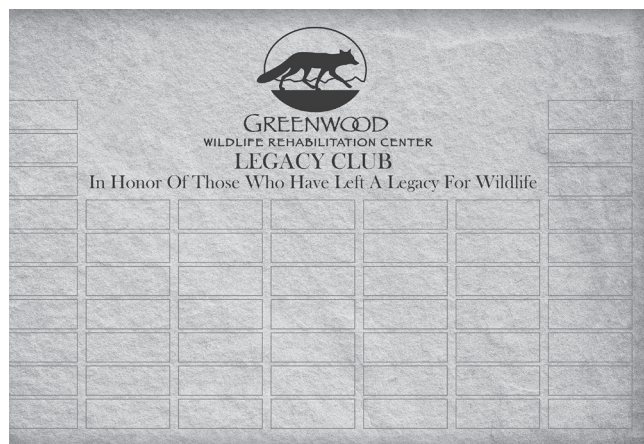 GREENWOOD
WILDLIFE REHABILITATION CENTER
LEGACY CLUB
In Honor Of Those Who Have Left A Legacy For Wildlife